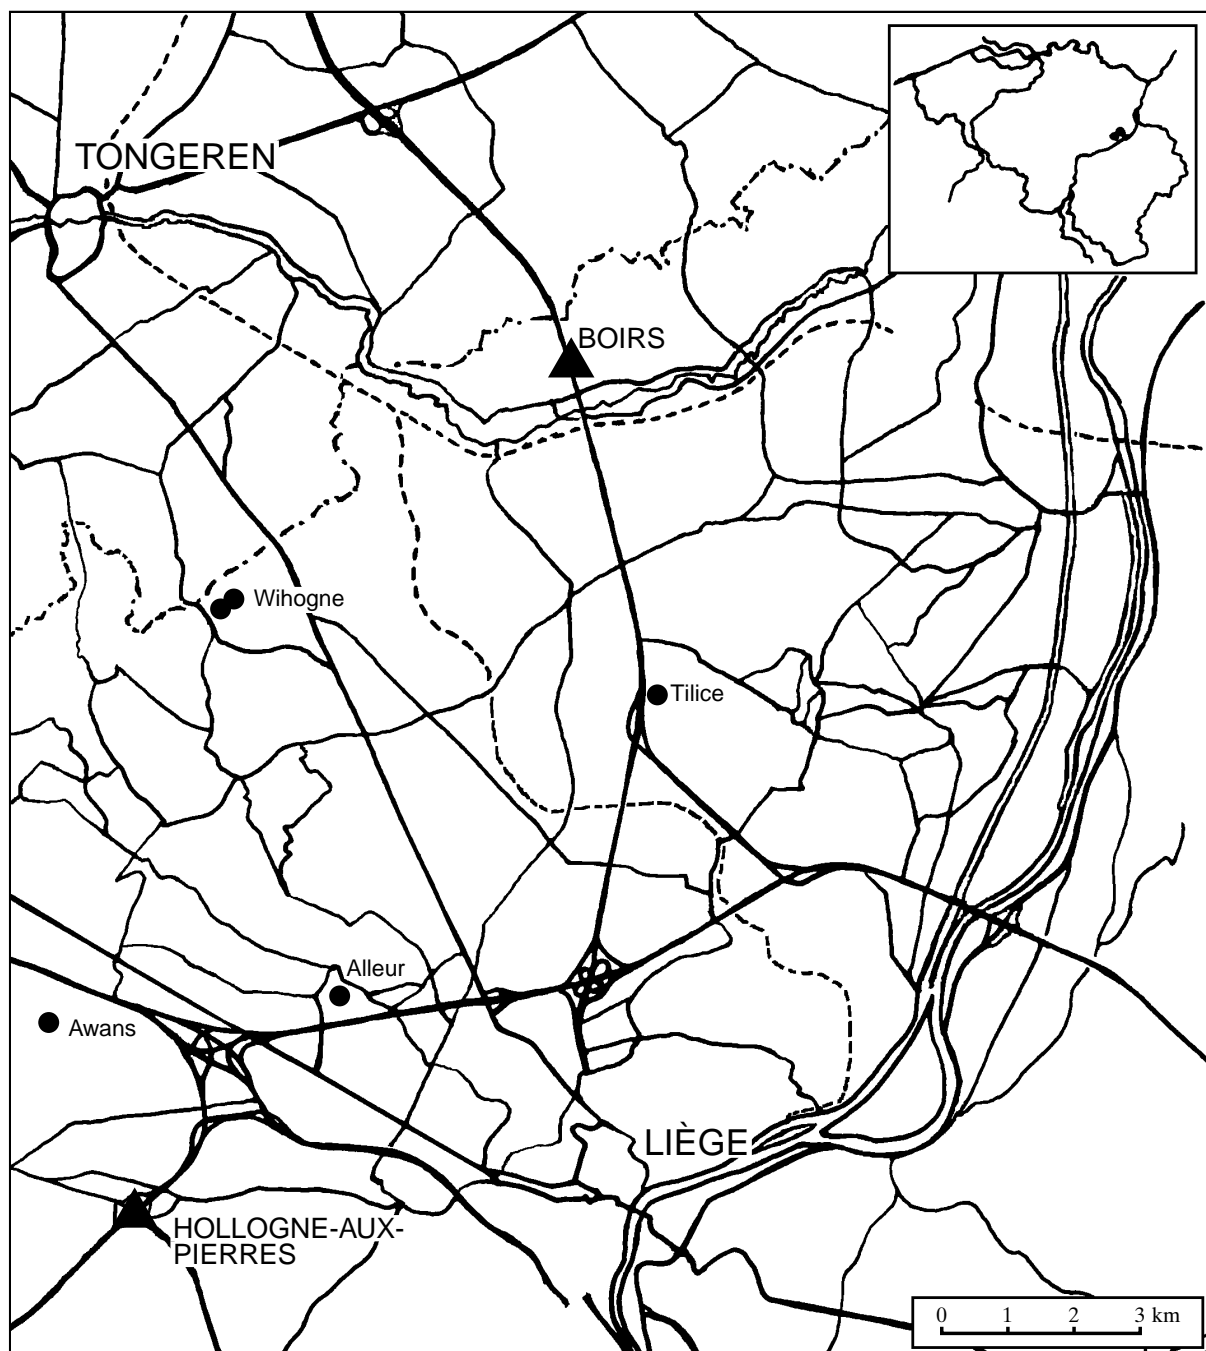 TONGEREN
BOIRS
Wihogne
Tilice
Alleur
Awans
LIÈGE
HOLLOGNE-AUX-
PIERRES
0 1 2 3 km